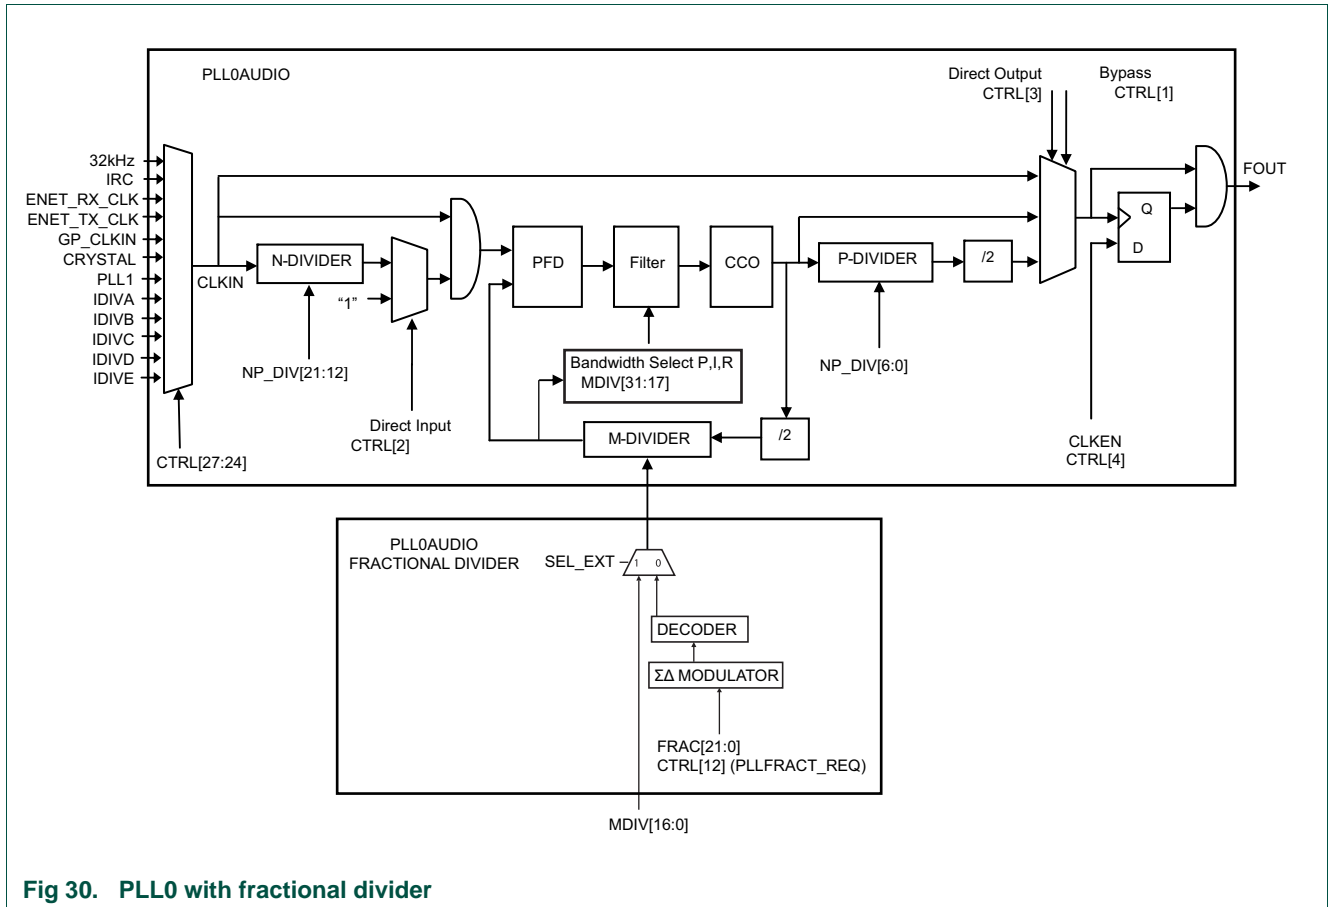 PLL0AUDIO
Direct Output
CTRL[3]
Bypass
CTRL[1]
32kHz
IRC
ENET_RX_CLK
ENET_TX_CLK
GP_CLKIN
CRYSTAL
PLL1
IDIVA
IDIVB
IDIVC
IDIVD
IDIVE
CTRL[27:24]
CLKIN
N-DIVIDER
“1”
NP_DIV[21:12]
Direct Input
CTRL[2]
PFD
Filter
CCO
P-DIVIDER
/2
NP_DIV[6:0]
Bandwidth Select P,I,R
MDIV[31:17]
M-DIVIDER
/2
Q
D
FOUT
CLKEN
CTRL[4]
PLL0AUDIO
FRACTIONAL DIVIDER
SEL_EXT
1 0
DECODER
ΣΔ MODULATOR
FRAC[21:0]
CTRL[12] (PLLFRACT_REQ)
MDIV[16:0]
Fig 30. PLL0 with fractional divider